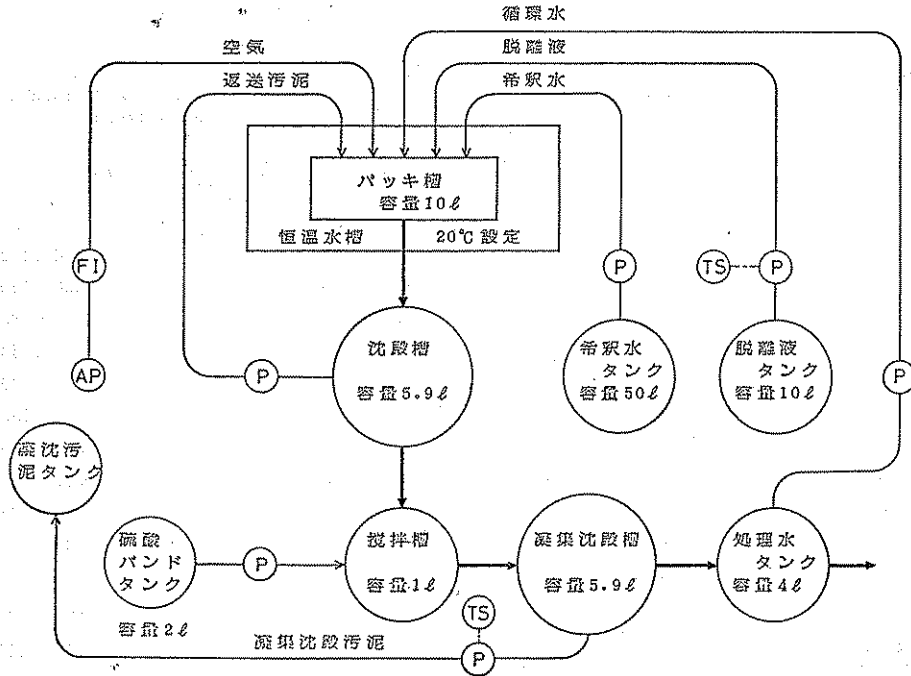 循環水
空気
脱離液
返送汚泥
希釈水
パッキ槽
容量10ℓ
恒温水槽 20℃設定
FI
P
TS
P
AP
P
沈殿槽
容量5.9ℓ
希釈水
タンク
容量50ℓ
脱離液
タンク
容量10ℓ
P
凝沈汚
泥タンク
硫酸
バンド
タンク
容量2ℓ
P
撹拌槽
容量1ℓ
凝集沈殿槽
容量5.9ℓ
処理水
タンク
容量4ℓ
TS
P
凝集沈殿汚泥